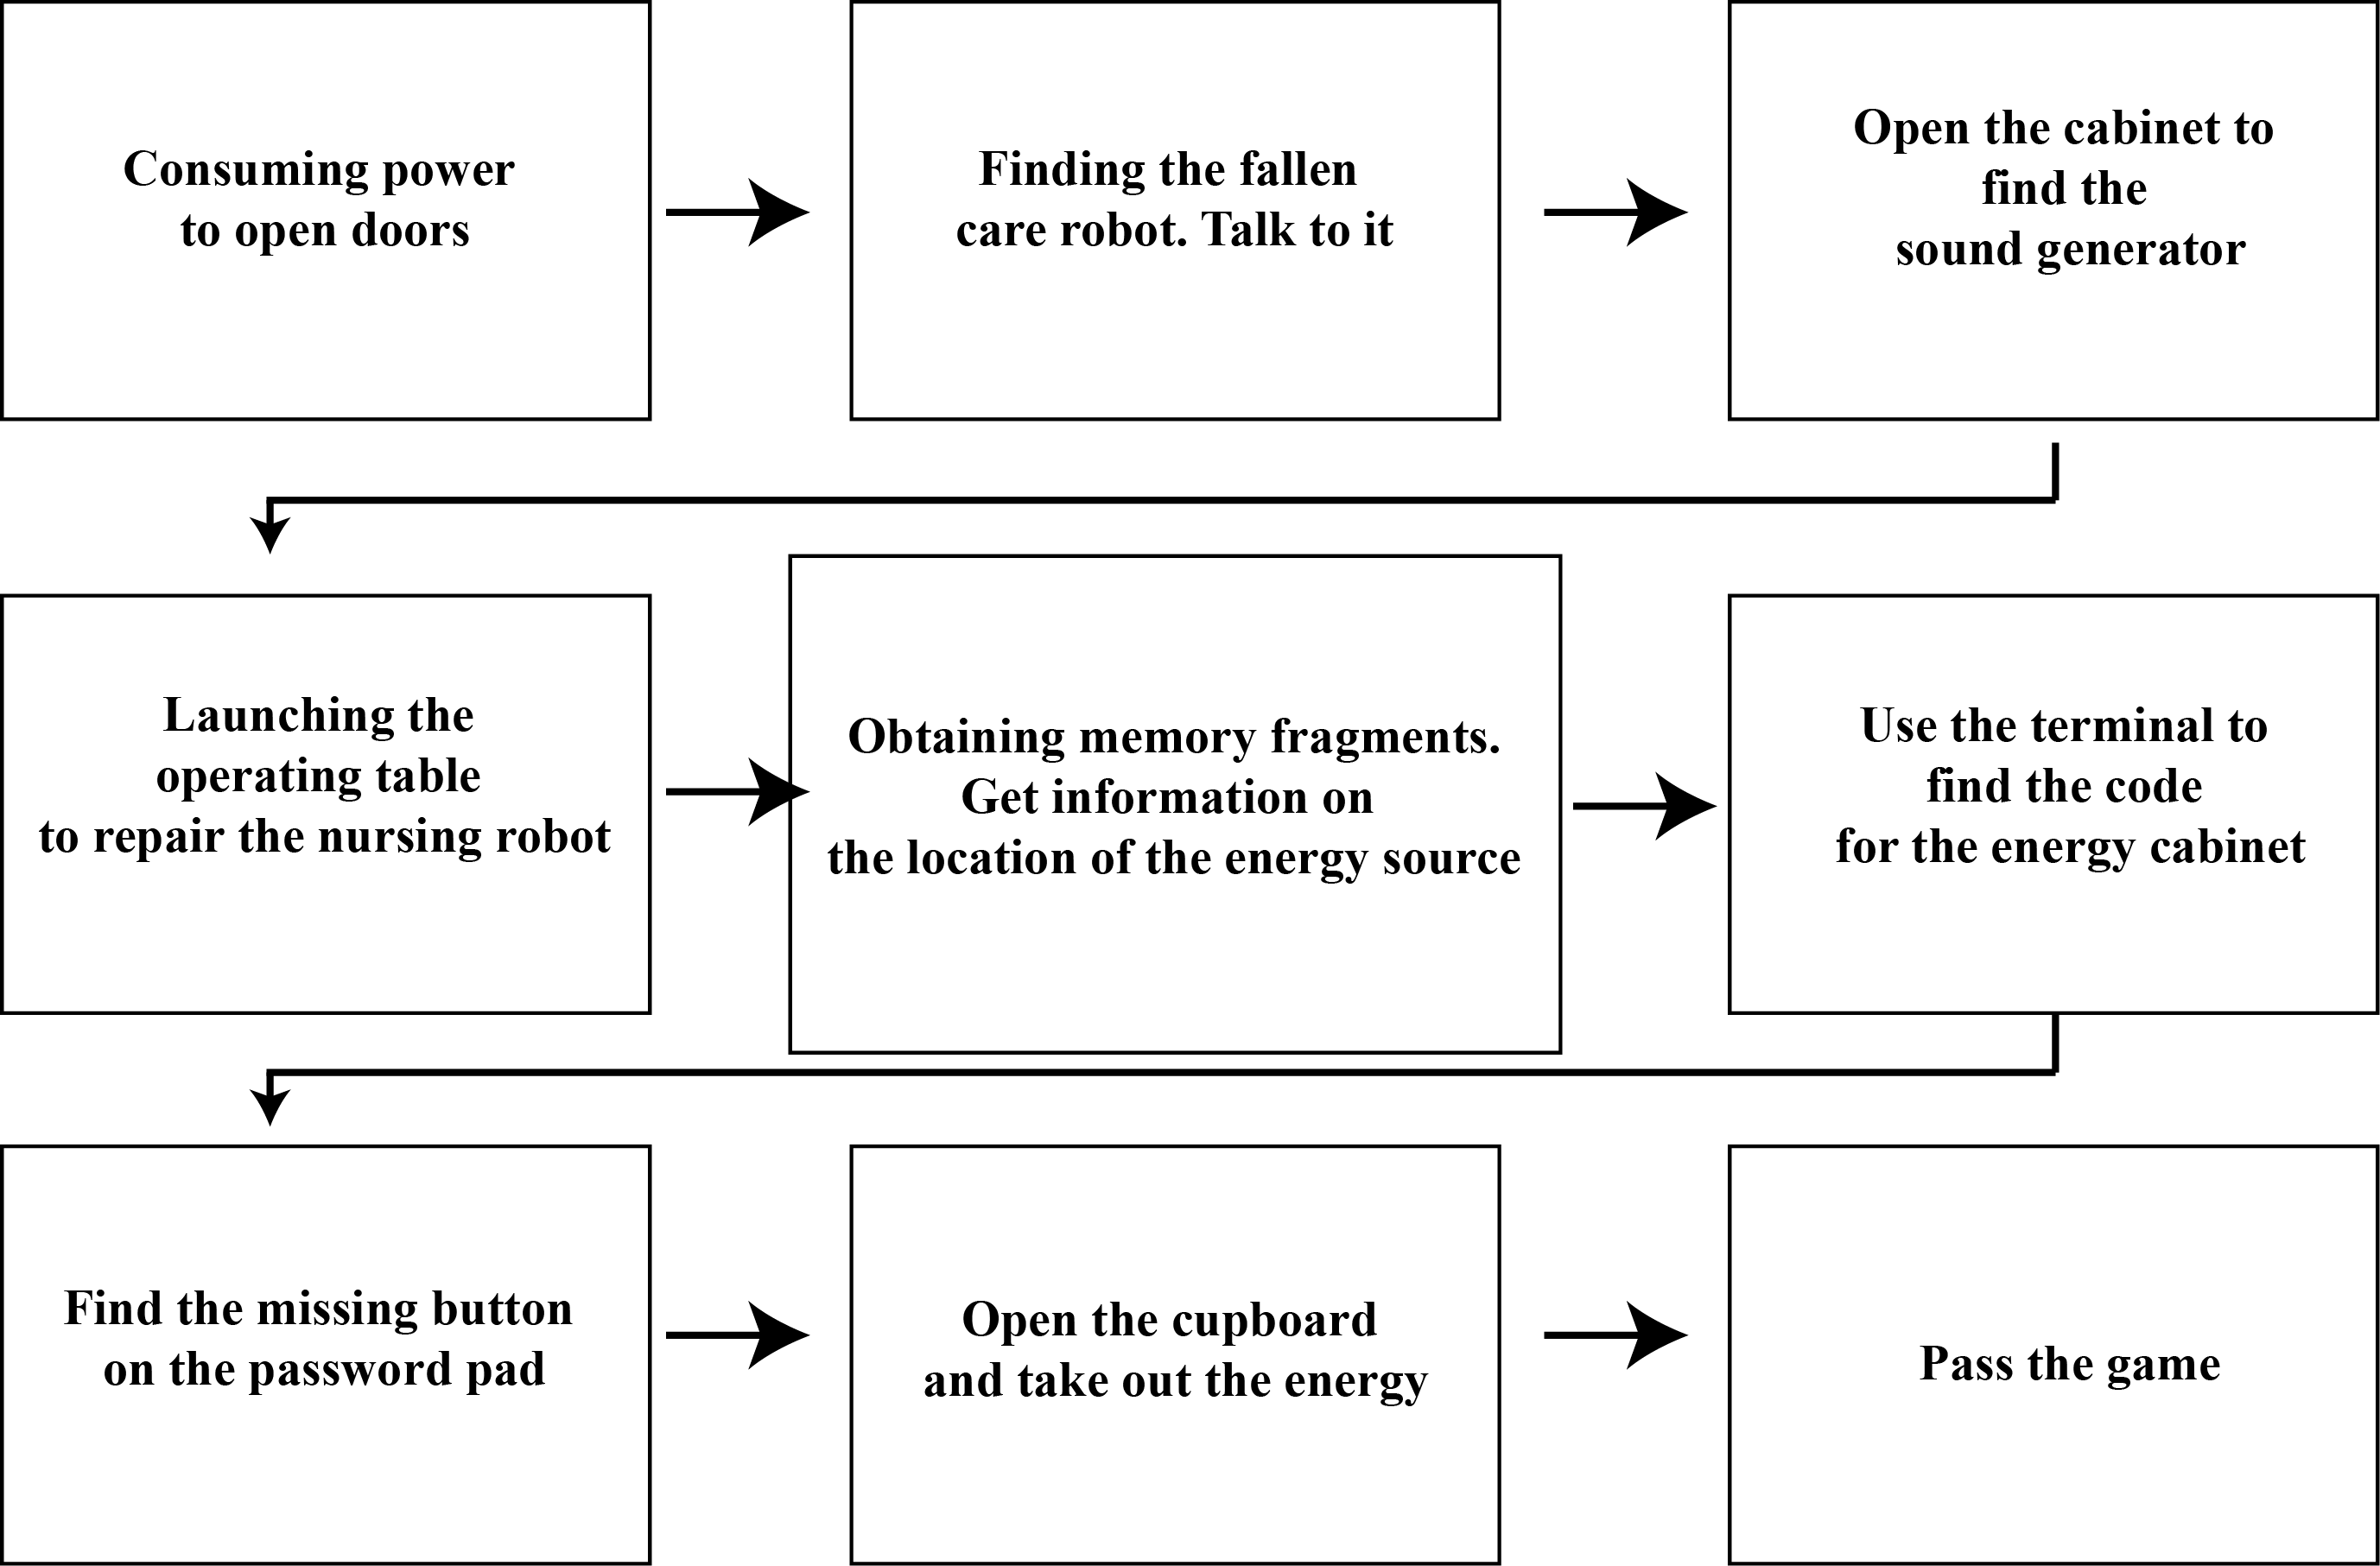 Consuming power
to open doors
Finding the fallen
care robot. Talk to it
Open the cabinet to
find the
sound generator
Launching the
operating table
to repair the nursing robot
Obtaining memory fragments.
Get information on
the location of the energy source
Use the terminal to
find the code
for the energy cabinet
Find the missing button
on the password pad
Open the cupboard
and take out the energy
Pass the game